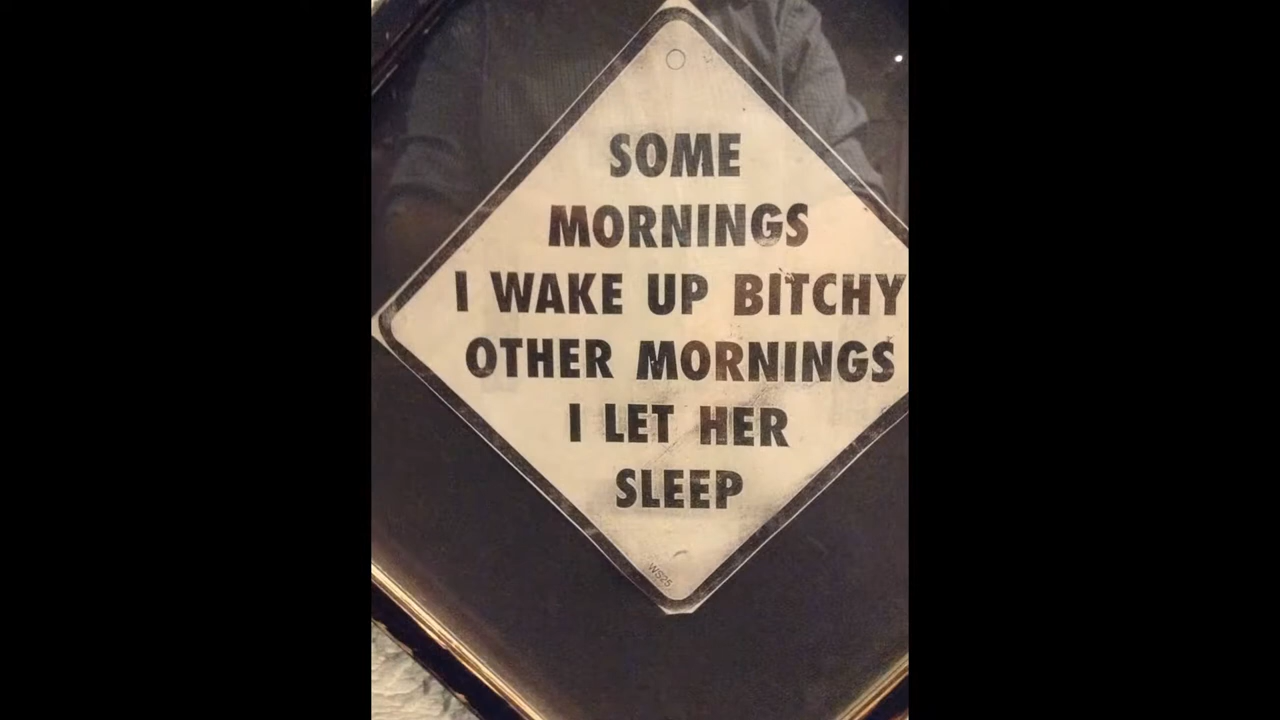 SOME
MORNINGS
I WAKE UP BITCHY
OTHER MORNINGS
I LET HER
SLEEP
WS25